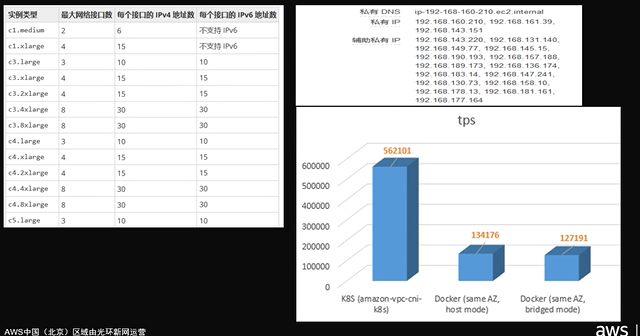 实例类型 最大网络接口数 每个接口的 IPv4 地址数 每个接口的 IPv6 地址数
c1.medium 2 6 不支持 IPv6
c1.xlarge 4 15 不支持 IPv6
c3.large 3 10 10
c3.xlarge 4 15 15
c3.2xlarge 4 15 15
c3.4xlarge 8 30 30
c3.8xlarge 8 30 30
c4.large 3 10 10
c4.xlarge 4 15 15
c4.2xlarge 4 15 15
c4.4xlarge 8 30 30
c4.8xlarge 8 30 30
c5.large 3 10 10
私有 DNS ip-192-168-160-210.ec2.internal
私有 IP 192.168.160.210, 192.168.161.39,
192.168.143.151
辅助私有 IP 192.168.143.220, 192.168.131.140,
192.168.149.77, 192.168.145.15,
192.168.190.193, 192.168.157.188,
192.168.189.173, 192.168.136.174,
192.168.183.14, 192.168.147.241,
192.168.130.73, 192.168.158.10,
192.168.178.13, 192.168.181.161,
192.168.177.164
tps
562101
600000
500000
400000
300000
200000
100000
0
134176
127191
K8S (amazon-vpc-cni-
k8s)
Docker (same AZ,
host mode)
Docker (same AZ,
bridged mode)
AWS中国（北京）区域由光环新网运营
aws